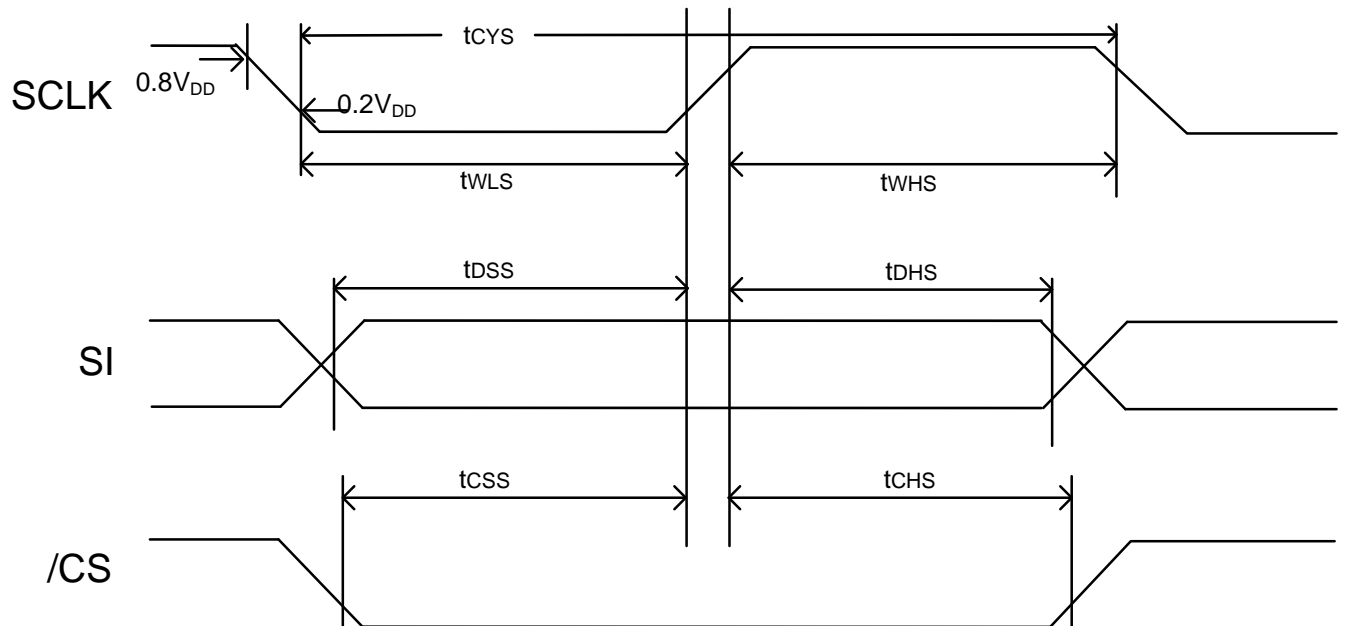 tCYS
0.8VDD
SCLK
0.2VDD
tWLS
tWHS
tDSS
tDHS
SI
tCSS
tCHS
/CS